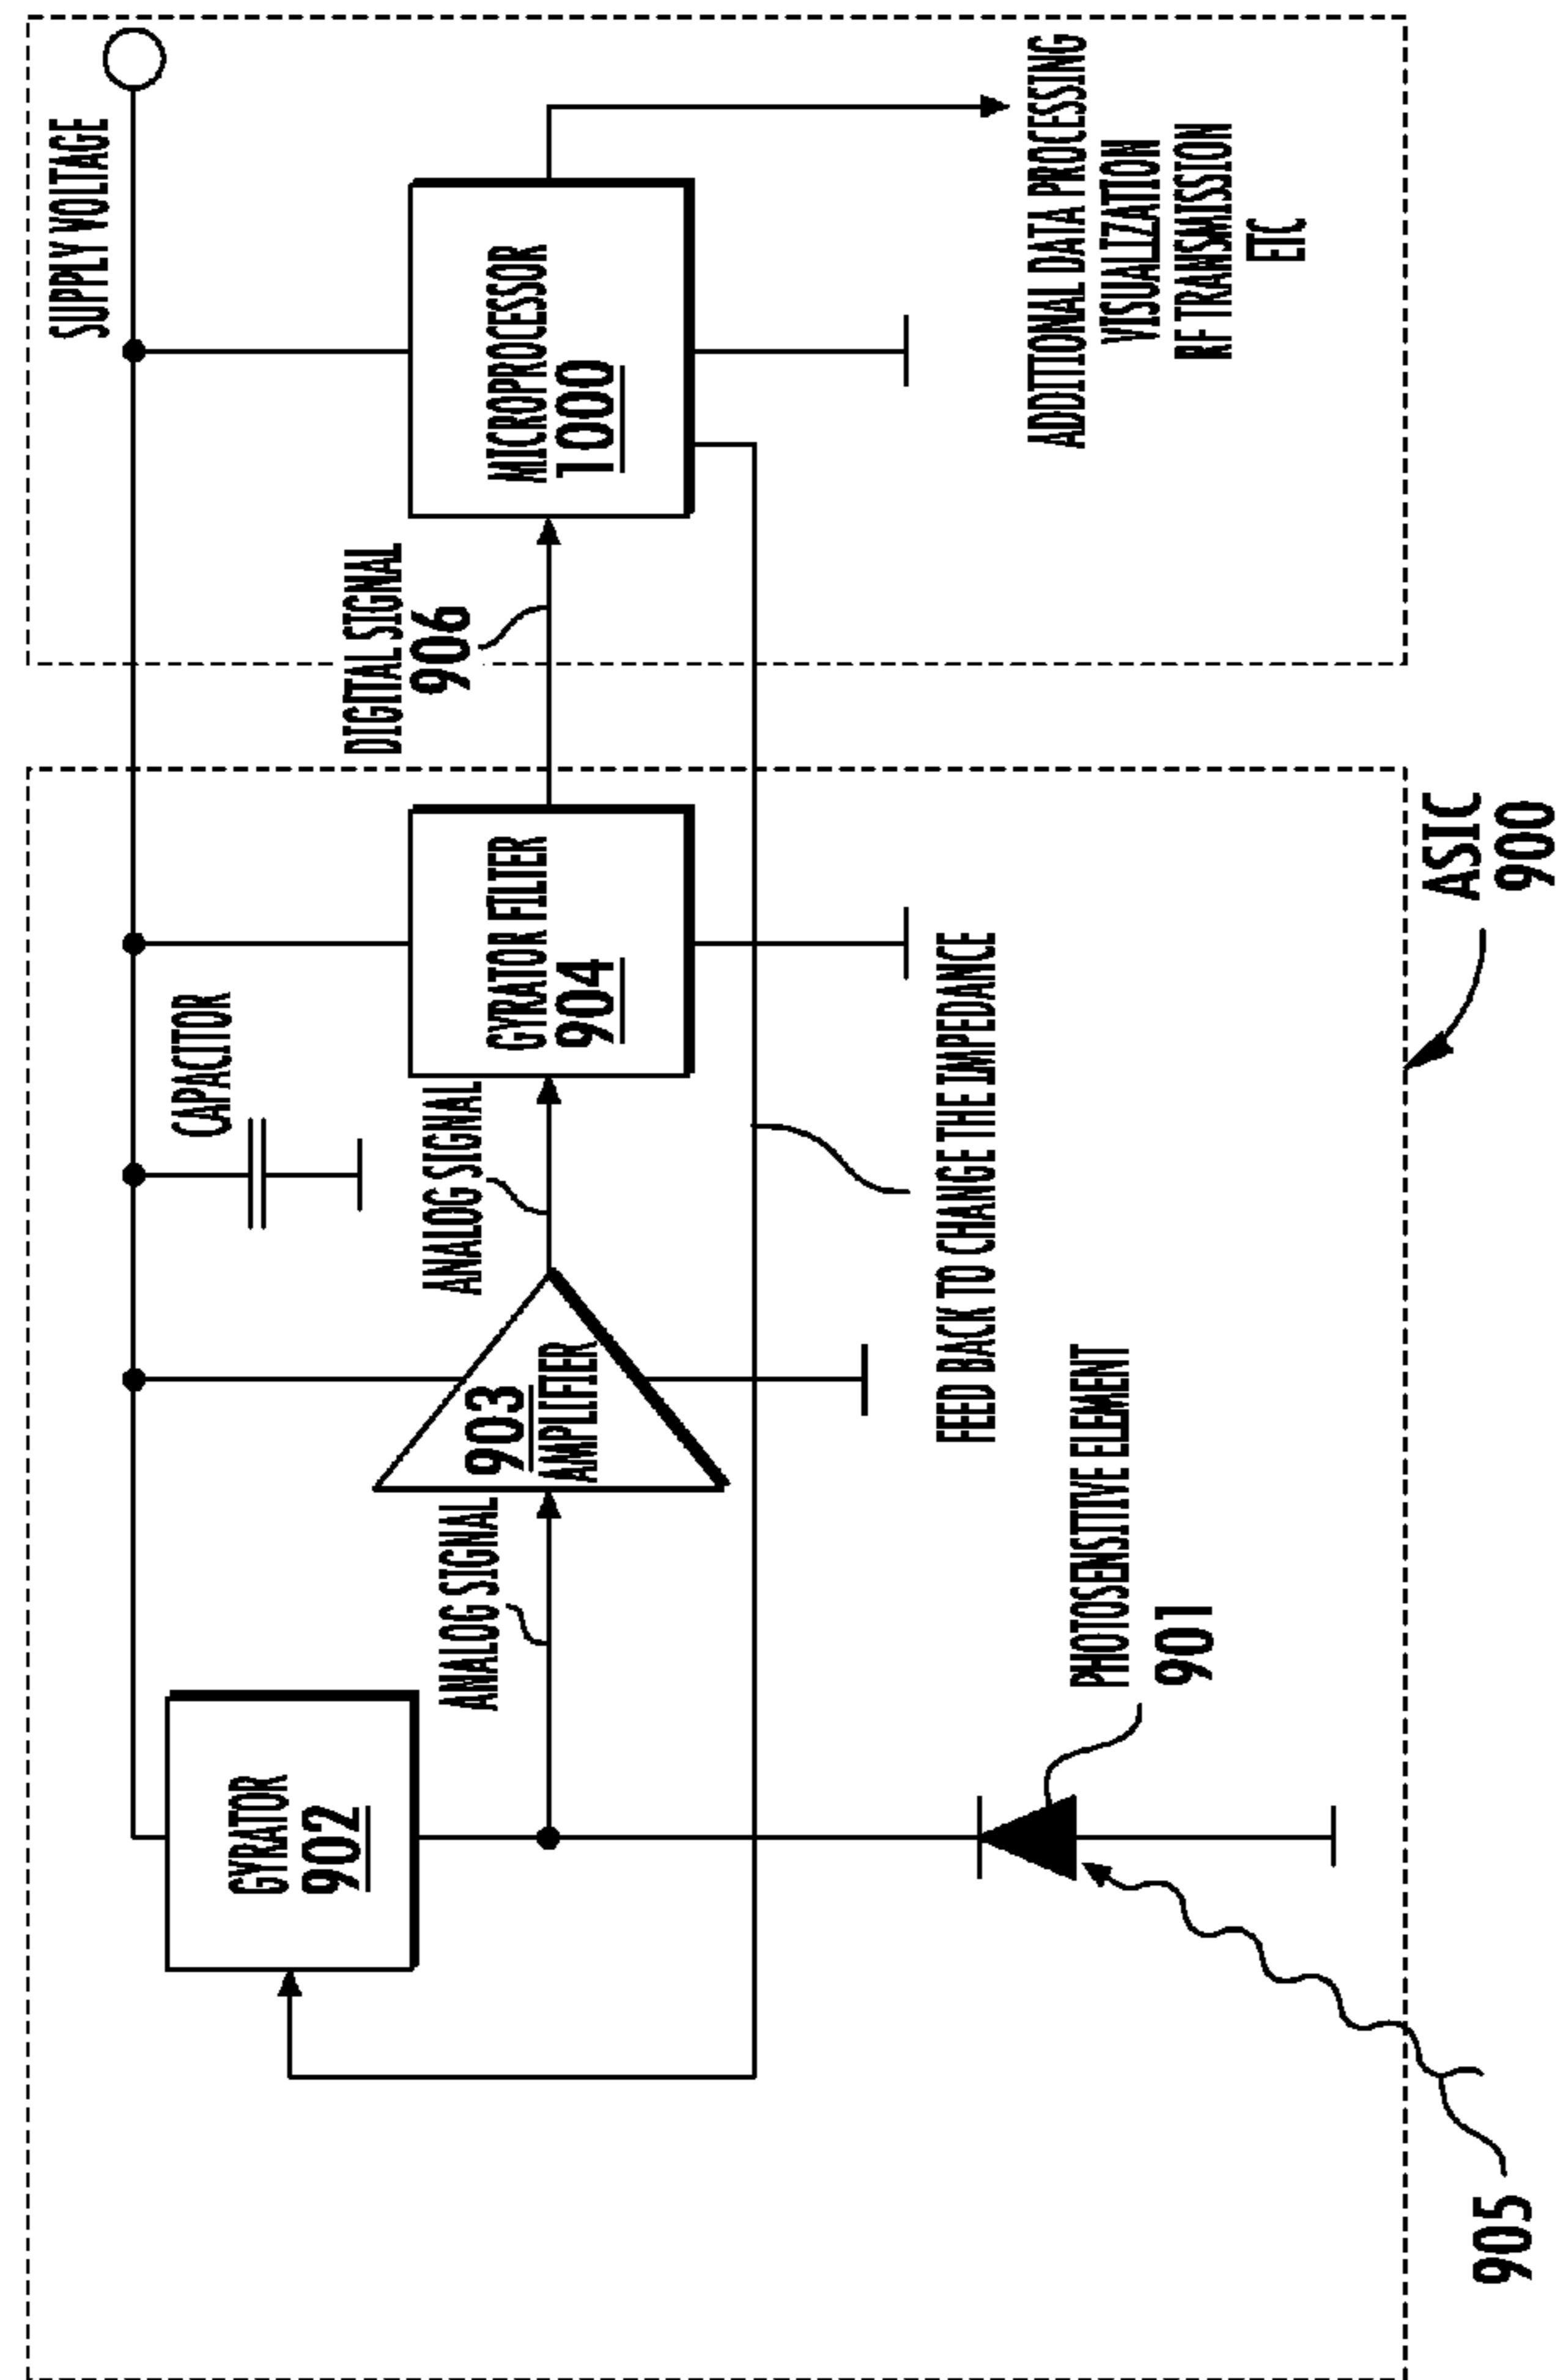 SUPPLY VOLTAGE
CAPACITOR
GYRATOR
902
ANALOG SIGNAL
903
AMPLIFIER
ANALOG SIGNAL
GYRATOR FILTER
904
DIGITAL SIGNAL
906
MICROPROCESSOR
1000
FEED BACK TO CHANGE THE IMPEDANCE
PHOTOSENSITIVE ELEMENT
901
ADDITIONAL DATA PROCESSING
VISUALIZATION
RF TRANSMISSION
ETC
905
ASIC
900